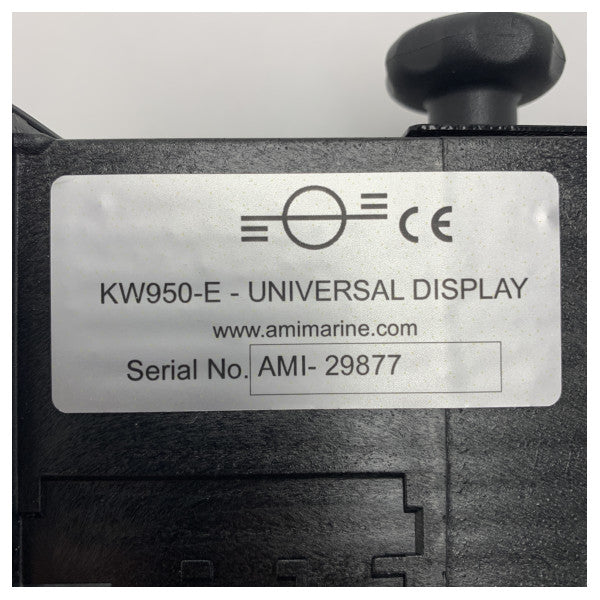 CE
KW950-E - UNIVERSAL DISPLAY
www.amimarine.com
Serial No. AMI- 29877